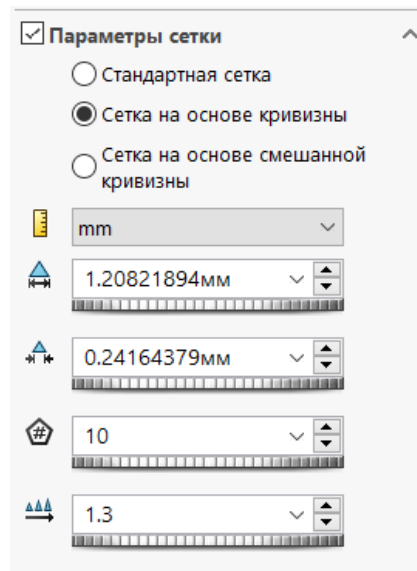 Параметры сетки
Стандартная сетка
Сетка на основе кривизны
Сетка на основе смешанной
кривизны
mm
1.20821894мм
0.24164379мм
#
10
1.3